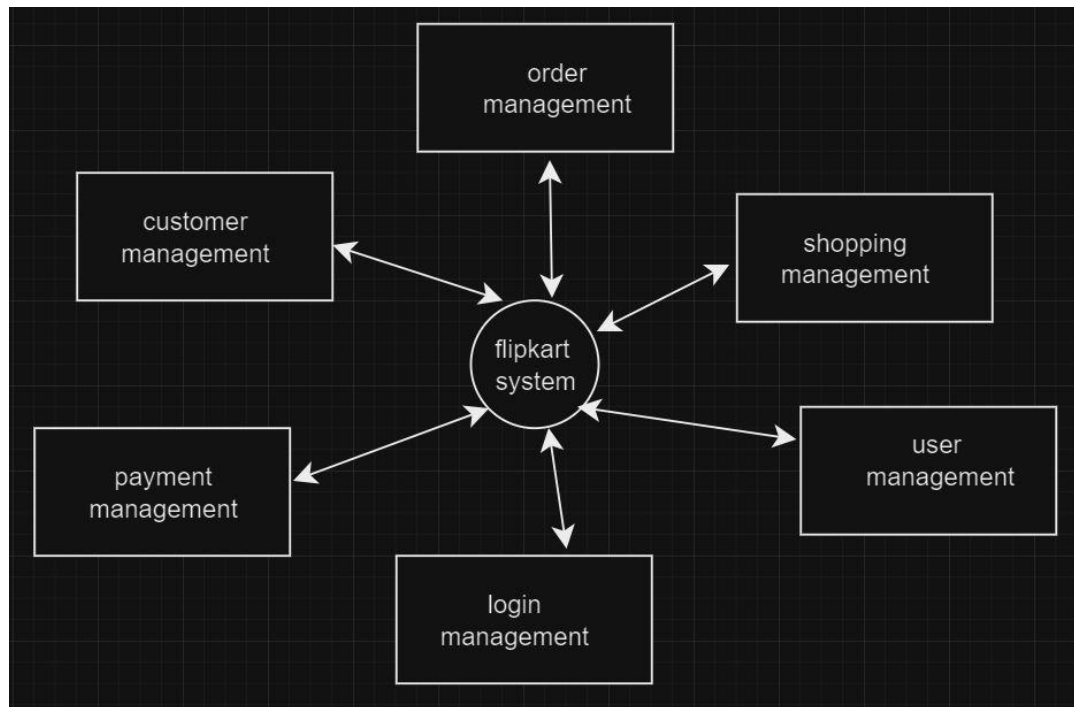 order
management
customer
management
shopping
management
flipkart
system
user
management
payment
management
login
management